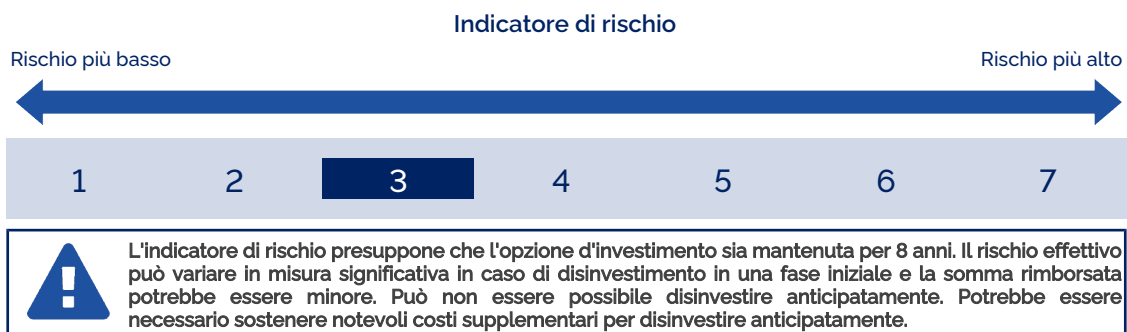 Indicatore di rischio
Rischio più basso
Rischio più alto
1 2 3 4 5 6 7
L'indicatore di rischio presuppone che l'opzione d'investimento sia mantenuta per 8 anni. Il rischio effettivo
può variare in misura significativa in caso di disinvestimento in una fase iniziale e la somma rimborsata
potrebbe essere minore. Può non essere possibile disinvestire anticipatamente. Potrebbe essere
necessario sostenere notevoli costi supplementari per disinvestire anticipatamente.